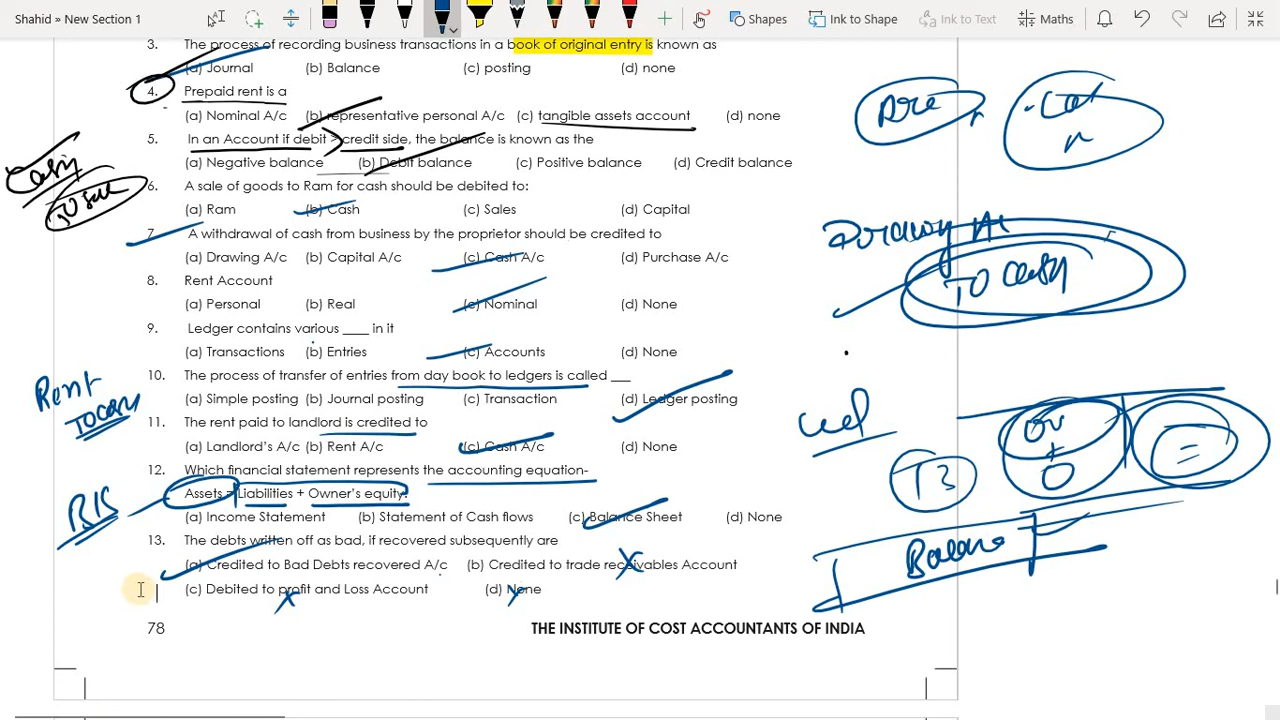 Shahid » New Section 1
Shapes
Ink to Shape
Ink to Text
Maths
3. The process of recording business transactions in a book of original entry is known as
(a) Journal (b) Balance (c) posting (d) none
4. Prepaid rent is a
(a) Nominal A/c (b) representative personal A/c (c) tangible assets account (d) none
5. In an Account if debit > credit side, the balance is known as the
(a) Negative balance (b) Debit balance (c) Positive balance (d) Credit balance
6. A sale of goods to Ram for cash should be debited to:
(a) Ram (b) Cash (c) Sales (d) Capital
7. A withdrawal of cash from business by the proprietor should be credited to
(a) Drawing A/c (b) Capital A/c (c) Cash A/c (d) Purchase A/c
8. Rent Account
(a) Personal (b) Real (c) Nominal (d) None
9. Ledger contains various ____ in it
(a) Transactions (b) Entries (c) Accounts (d) None
10. The process of transfer of entries from day book to ledgers is called ___
(a) Simple posting (b) Journal posting (c) Transaction (d) Ledger posting
11. The rent paid to landlord is credited to
(a) Landlord's A/c (b) Rent A/c (c) Cash A/c (d) None
12. Which financial statement represents the accounting equation-
Assets = Liabilities + Owner's equity:
(a) Income Statement (b) Statement of Cash flows (c) Balance Sheet (d) None
13. The debts written off as bad, if recovered subsequently are
(a) Credited to Bad Debts recovered A/c (b) Credited to trade receivables Account
(c) Debited to profit and Loss Account (d) None
78 THE INSTITUTE OF COST ACCOUNTANTS OF INDIA
Cash
Rent
To cash
B/S
To cash